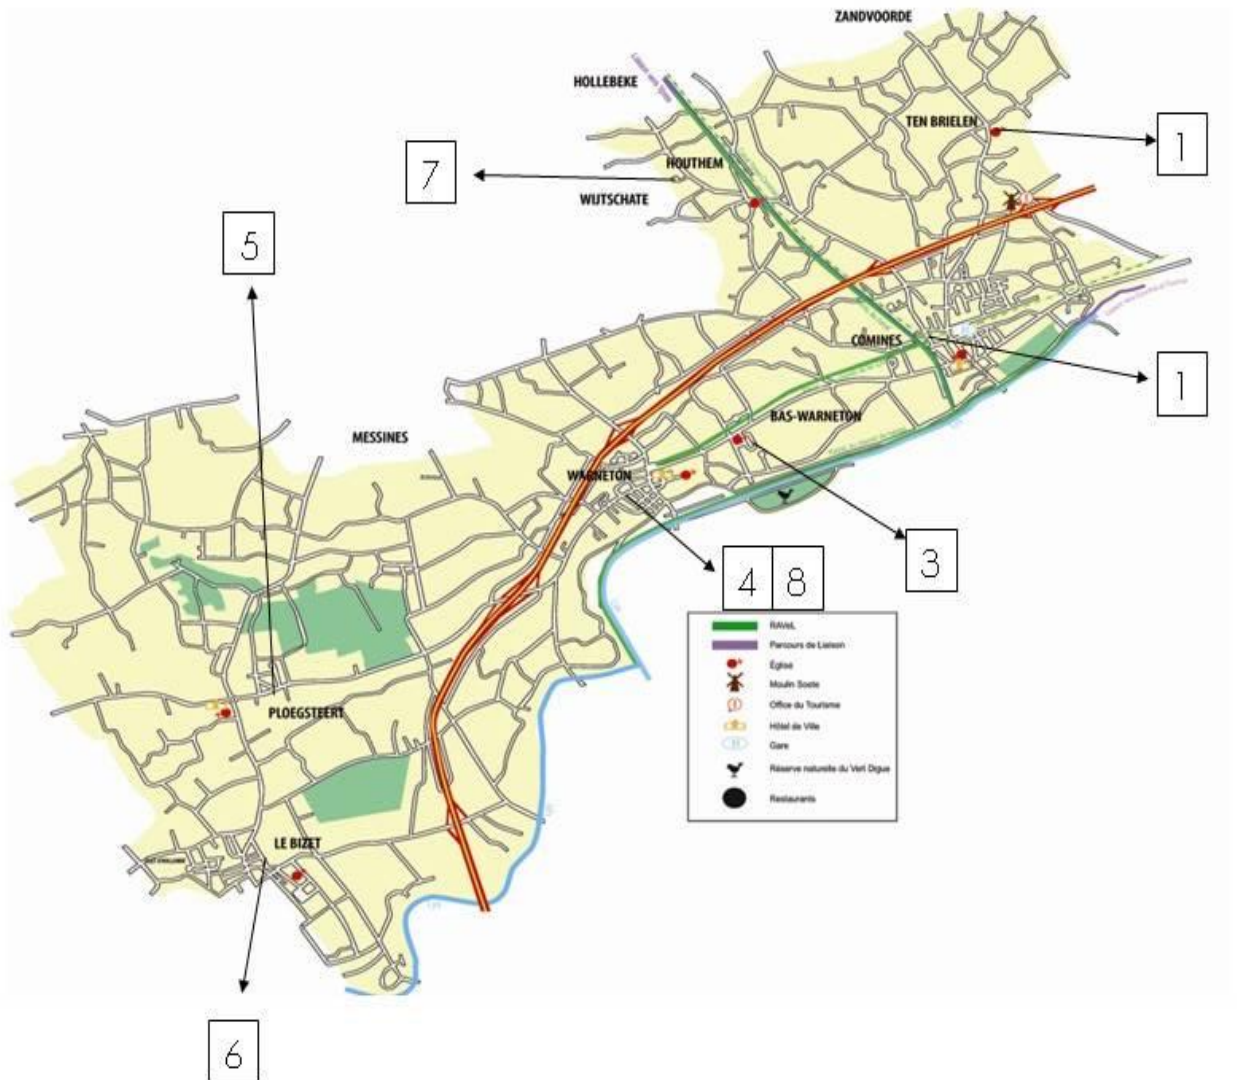 ZANDVOORDE
HOLLEBEKE
TEN BRIELEN
1
HOUTHEM
7
WIJTSCHATE
5
COMINES
1
BAS-WARNETON
MESSINES
WARNETON
3
4 8
RAVeL
Parcours de Liaison
Église
Moulin Soete
Office du Tourisme
Hôtel de Ville
Gare
Réserve naturelle du Vert Digue
Restaurants
PLOEGSTEERT
LE BIZET
6